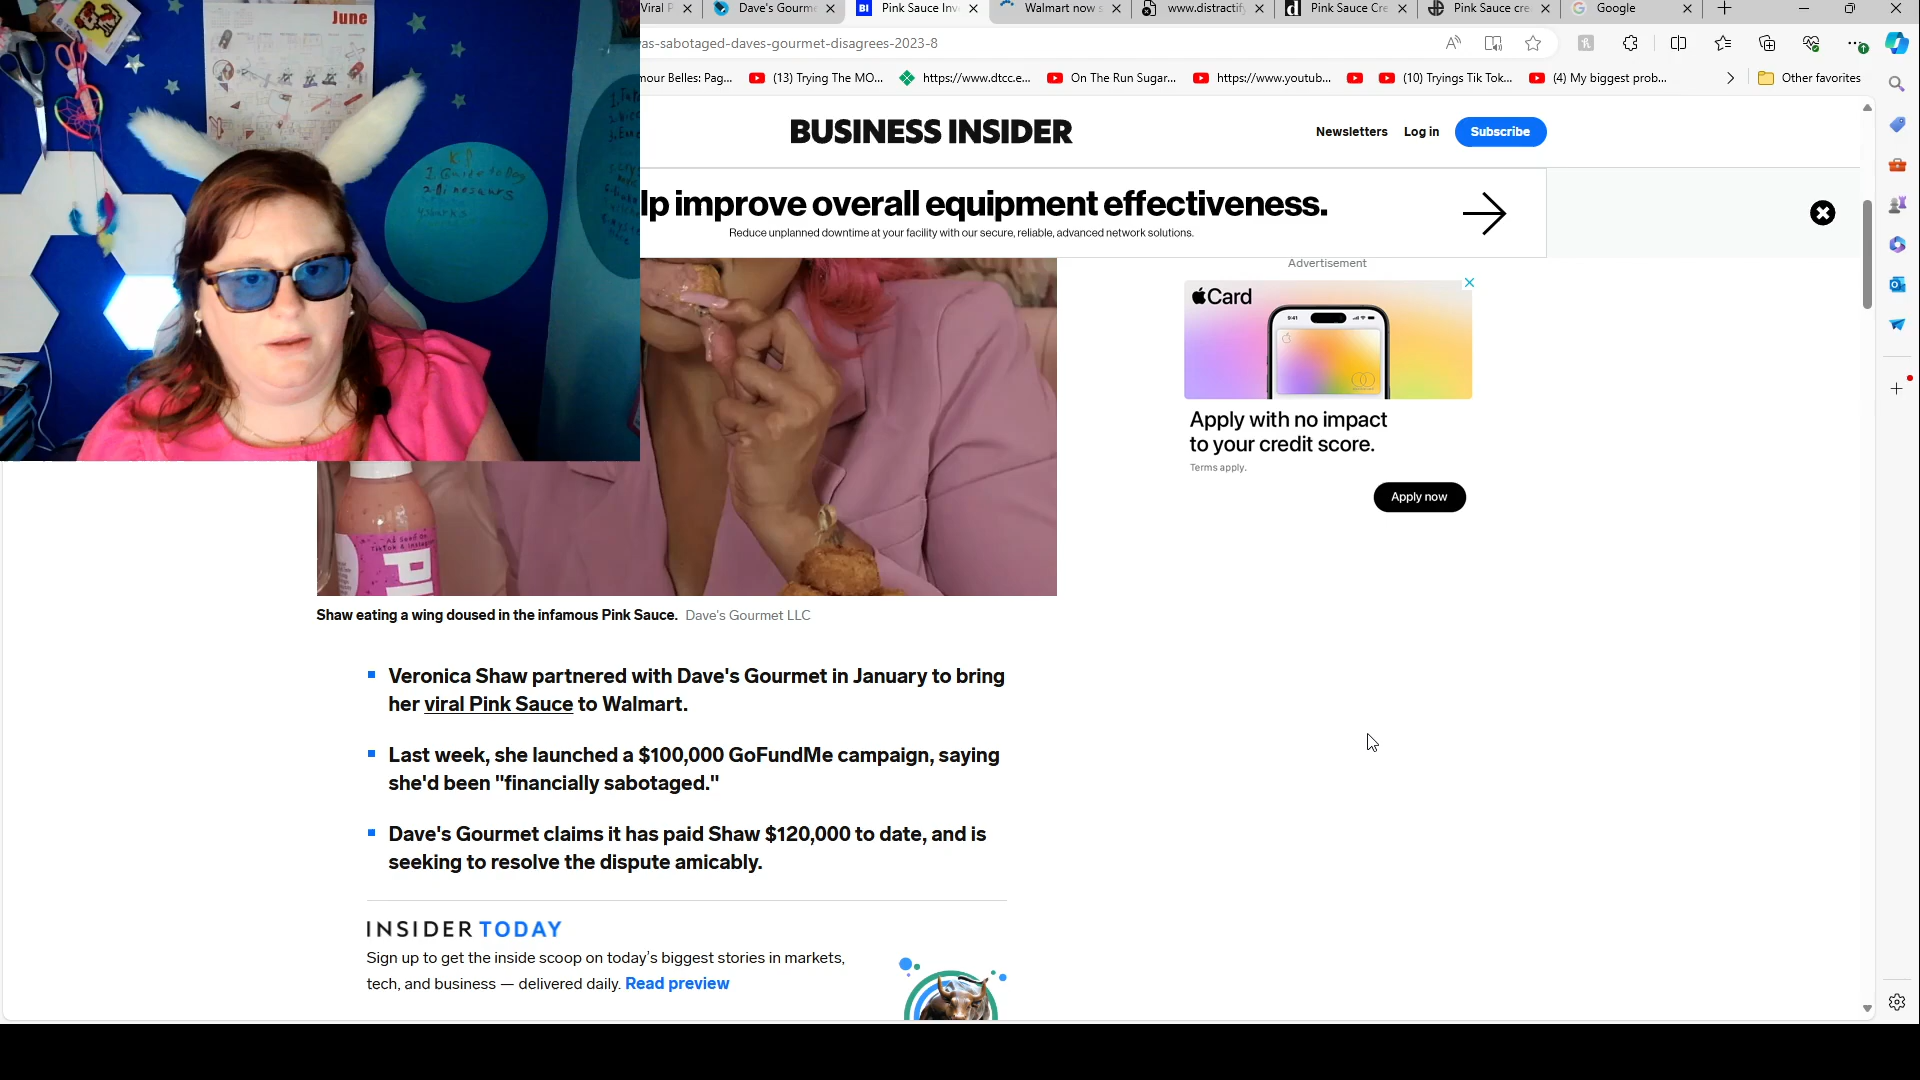 June
Viral P
Dave's Gourme
BI
Pink Sauce Inv
Walmart now s
www.distractify
Pink Sauce Cre
Pink Sauce cre
Google
as-sabotaged-daves-gourmet-disagrees-2023-8
mour Belles: Pag...
(13) Trying The MO...
https://www.dtcc.e...
On The Run Sugar...
https://www.youtub...
(10) Tryings Tik Tok...
(4) My biggest prob...
Other favorites
BUSINESS INSIDER
Newsletters
Log in
Subscribe
lp improve overall equipment effectiveness.
Reduce unplanned downtime at your facility with our secure, reliable, advanced network solutions.
Advertisement
Card
9:41
Apply with no impact
to your credit score.
Terms apply.
Apply now
As Seen On
PI
Shaw eating a wing doused in the infamous Pink Sauce. Dave's Gourmet LLC
Veronica Shaw partnered with Dave's Gourmet in January to bring
her viral Pink Sauce to Walmart.
Last week, she launched a $100,000 GoFundMe campaign, saying
she'd been "financially sabotaged."
Dave's Gourmet claims it has paid Shaw $120,000 to date, and is
seeking to resolve the dispute amicably.
INSIDER TODAY
Sign up to get the inside scoop on today's biggest stories in markets,
tech, and business — delivered daily. Read preview